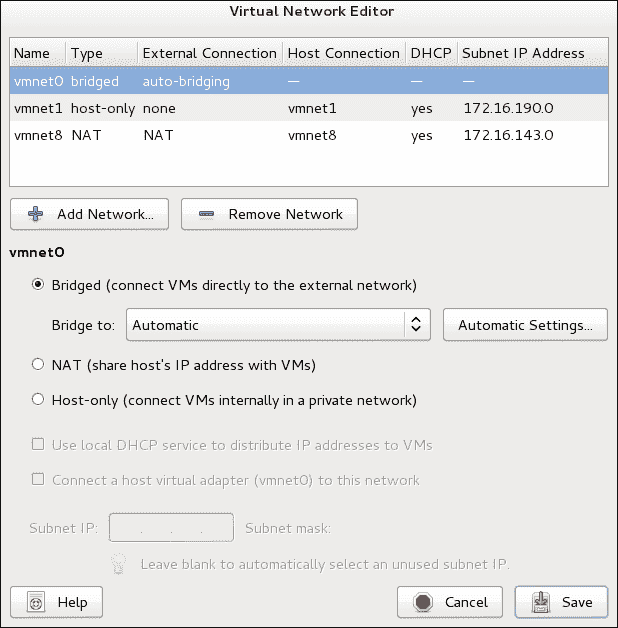 Virtual Network Editor
Name Type External Connection Host Connection DHCP Subnet IP Address
vmnet0 bridged auto-bridging — — —
vmnet1 host-only none vmnet1 yes 172.16.190.0
vmnet8 NAT NAT vmnet8 yes 172.16.143.0
Add Network... Remove Network
vmnet0
Bridged (connect VMs directly to the external network)
Bridge to: Automatic Automatic Settings...
NAT (share host's IP address with VMs)
Host-only (connect VMs internally in a private network)
Use local DHCP service to distribute IP addresses to VMs
Connect a host virtual adapter (vmnet0) to this network
Subnet IP: . . . Subnet mask:
Leave blank to automatically select an unused subnet IP.
Help Cancel Save